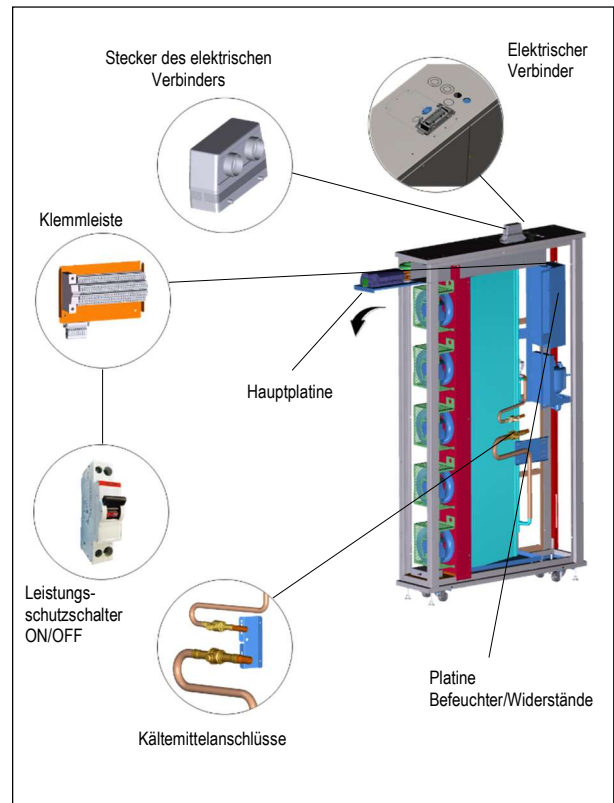 Stecker des elektrischen
Verbinders
Elektrischer
Verbinder
Klemmleiste
Hauptplatine
Leistungs-
schutzschalter
ON/OFF
Platine
Befeuchter/Widerstände
Kältemittelanschlüsse